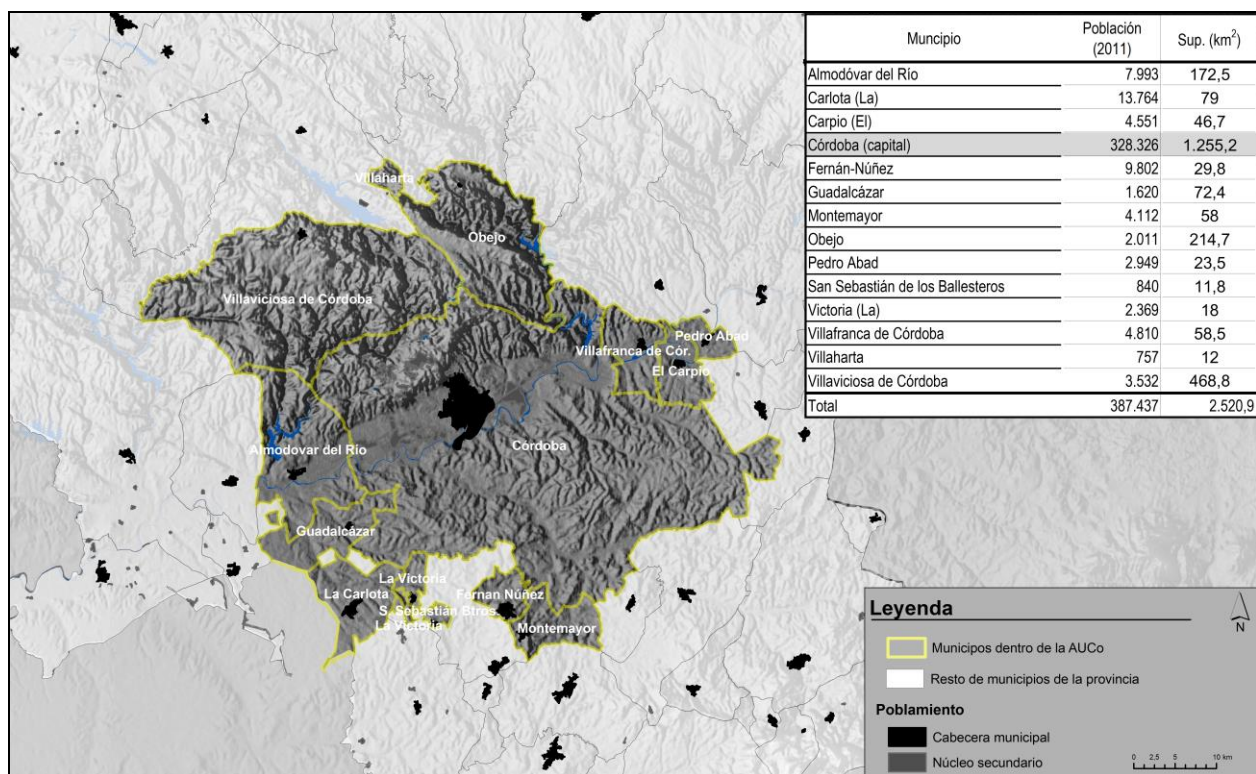 Muncipio Población (2011) Sup. (km²)
Almodóvar del Río 7.993 172,5
Carlota (La) 13.764 79
Carpio (El) 4.551 46,7
Córdoba (capital) 328.326 1.255,2
Fernán-Núñez 9.802 29,8
Guadalcázar 1.620 72,4
Montemayor 4.112 58
Obejo 2.011 214,7
Pedro Abad 2.949 23,5
San Sebastián de los Ballesteros 840 11,8
Victoria (La) 2.369 18
Villafranca de Córdoba 4.810 58,5
Villaharta 757 12
Villaviciosa de Córdoba 3.532 468,8
Total 387.437 2.520,9
Villaharta
Obejo
Villaviciosa de Córdoba
Pedro Abad
Villafranca de Cór.
El Carpio
Almodovar del Río
Córdoba
Guadalcázar
La Victoria
La Carlota
Fernan Núñez
S. Sebastián Btros.
La Victoria
Montemayor
Leyenda
N
Municipos dentro de la AUCo
Resto de municipios de la provincia
Poblamiento
Cabecera municipal
Núcleo secundario
0 2,5 5 10 km